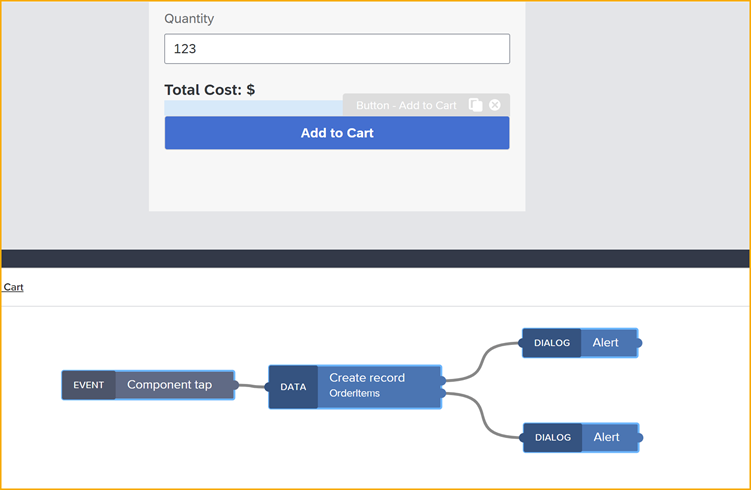 Quantity
123
Total Cost: $
Button - Add to Cart
Add to Cart
Cart
DIALOG Alert
EVENT Component tap
DATA Create record
OrderItems
DIALOG Alert